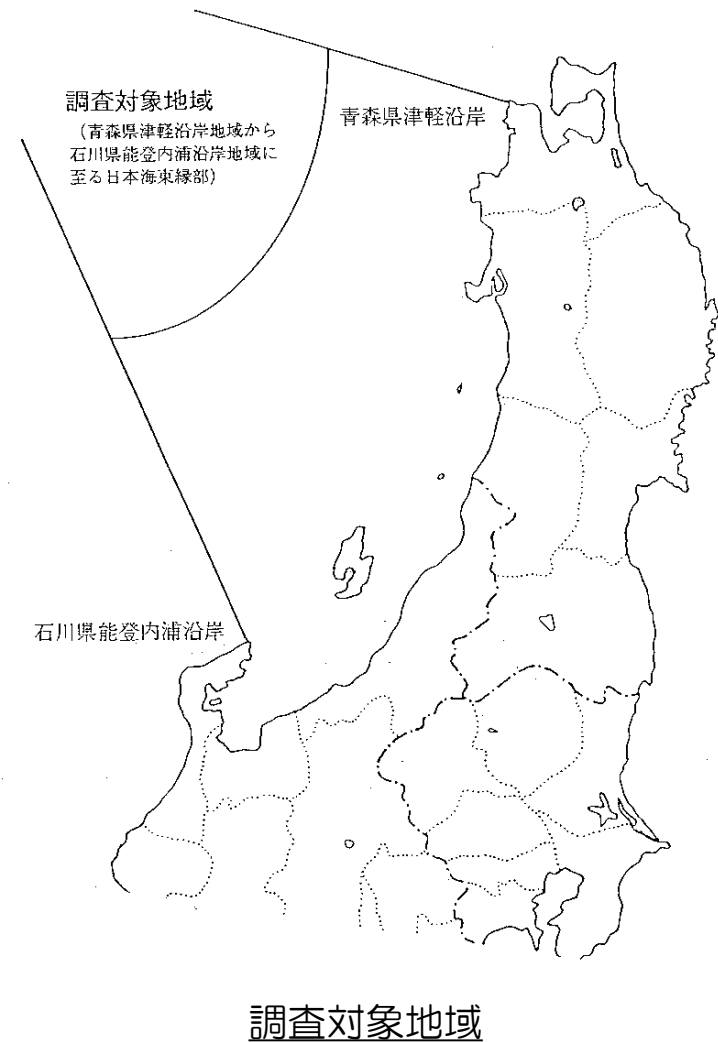 調査対象地域
(青森県津軽沿岸地域から
石川県能登内浦沿岸地域に
至る日本海東縁部)
青森県津軽沿岸
石川県能登内浦沿岸
調査対象地域